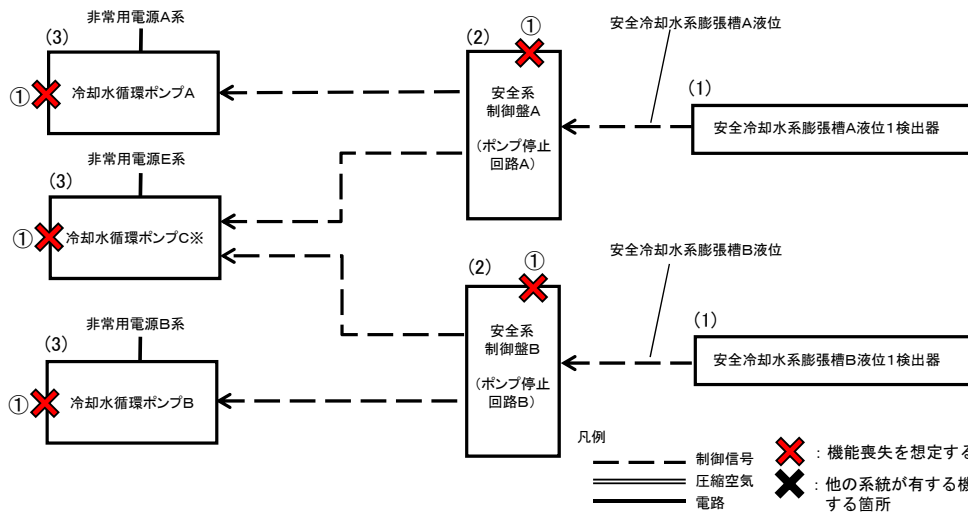 非常用電源A系
(3)
①
冷却水循環ポンプA
(2)
①
安全系
制御盤A
(ポンプ停止
回路A)
安全冷却水系膨張槽A液位
(1)
安全冷却水系膨張槽A液位1検出器
非常用電源E系
(3)
①
冷却水循環ポンプC※
非常用電源B系
(3)
①
冷却水循環ポンプB
(2)
①
安全系
制御盤B
(ポンプ停止
回路B)
安全冷却水系膨張槽B液位
(1)
安全冷却水系膨張槽B液位1検出器
凡例
制御信号
圧縮空気
電路
：機能喪失を想定する
：他の系統が有する機
する箇所